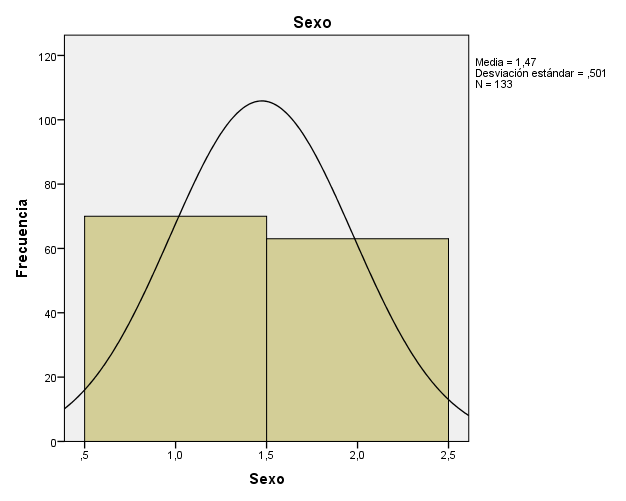 Sexo
Media = 1,47
Desviación estándar = ,501
N = 133
120
100
80
60
40
20
0
Frecuencia
,5
1,0
1,5
2,0
2,5
Sexo